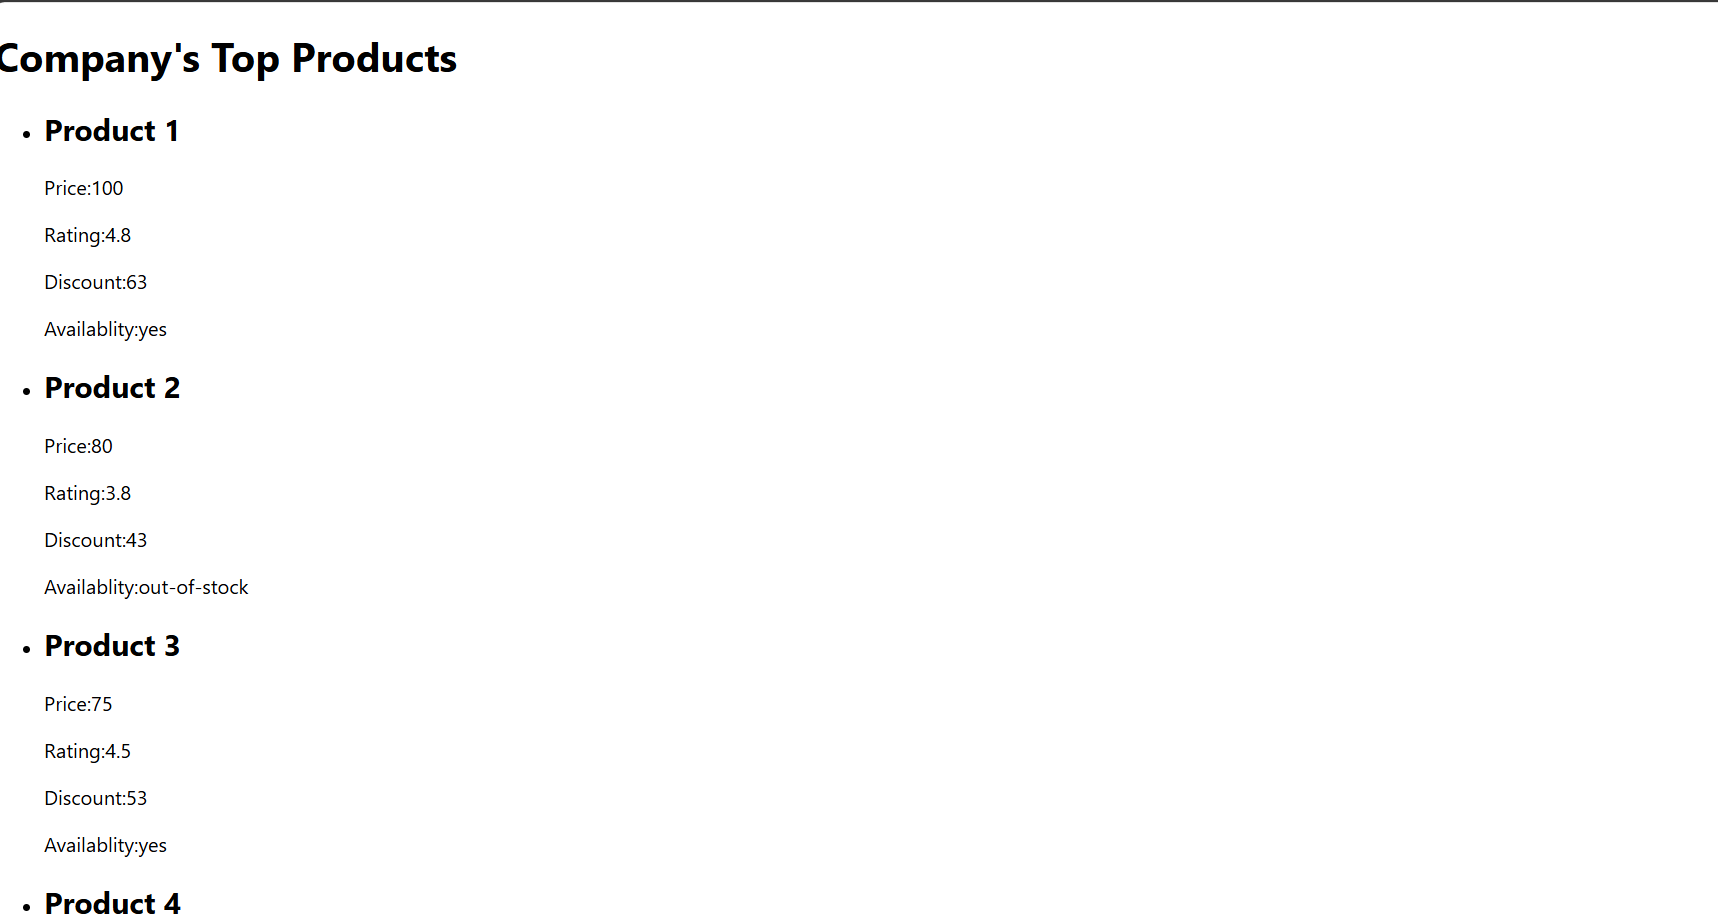 Company's Top Products
Product 1
Price:100
Rating:4.8
Discount:63
Availablity:yes
Product 2
Price:80
Rating:3.8
Discount:43
Availablity:out-of-stock
Product 3
Price:75
Rating:4.5
Discount:53
Availablity:yes
Product 4